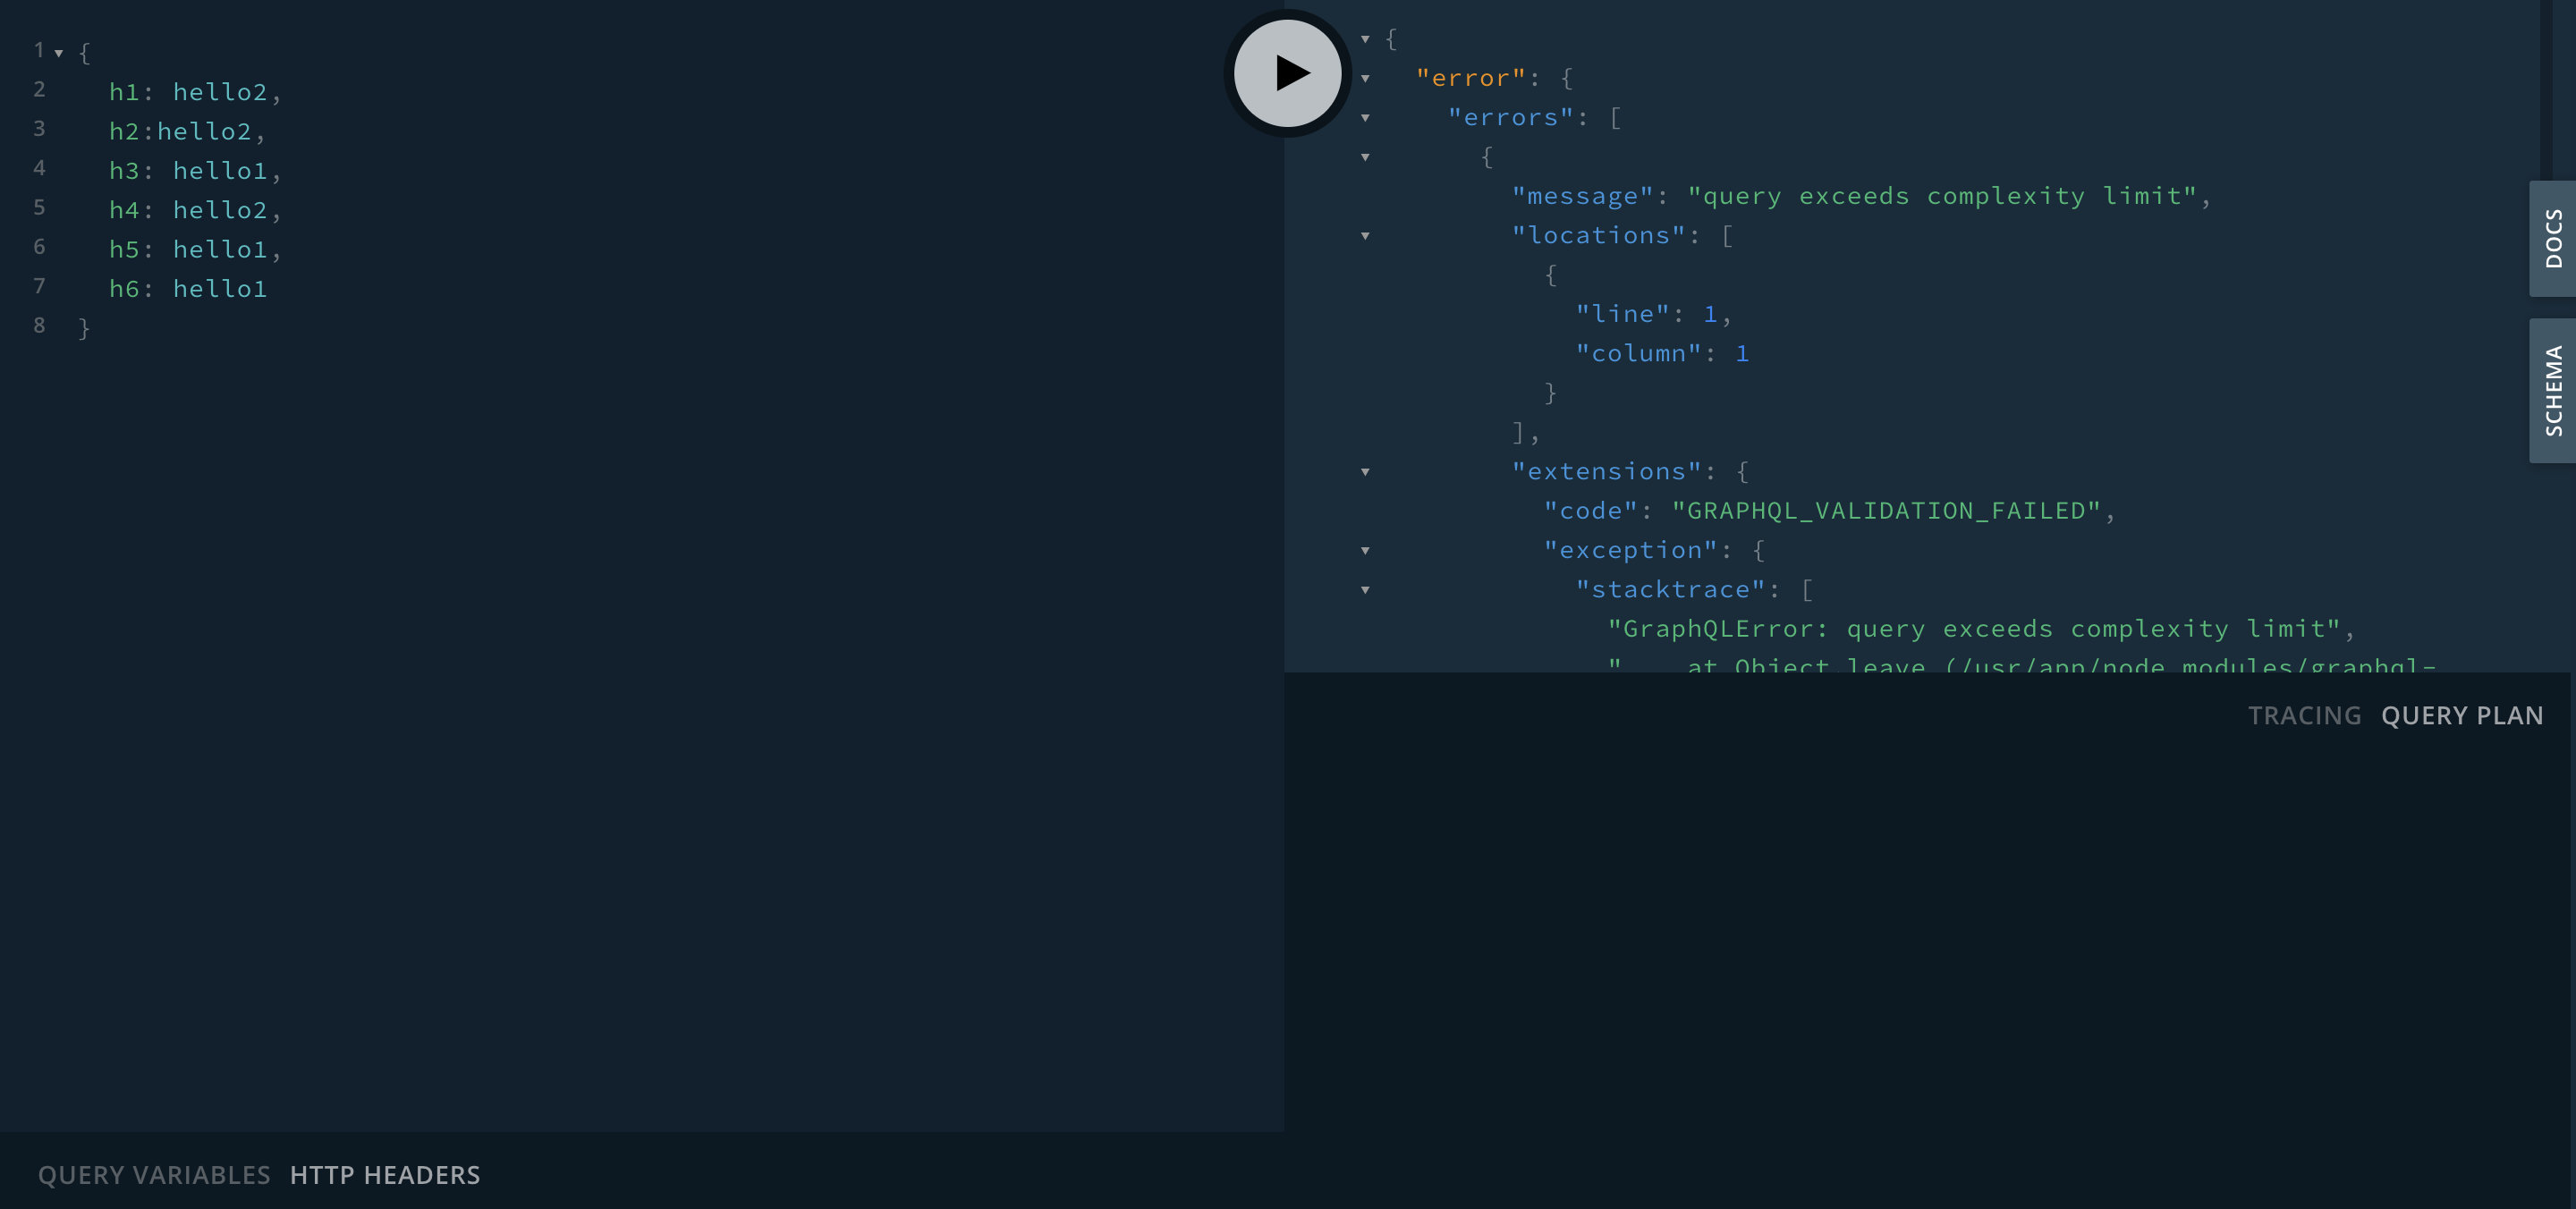 1 {
2 h1: hello2,
3 h2:hello2,
4 h3: hello1,
5 h4: hello2,
6 h5: hello1,
7 h6: hello1
8 }
{
"error": {
"errors": [
{
"message": "query exceeds complexity limit",
"locations": [
{
"line": 1,
"column": 1
}
],
"extensions": {
"code": "GRAPHQL_VALIDATION_FAILED",
"exception": {
"stacktrace": [
"GraphQLError: query exceeds complexity limit",
"    at Object.leave (/usr/app/node_modules/graphql-
DOCS
SCHEMA
TRACING QUERY PLAN
QUERY VARIABLES HTTP HEADERS